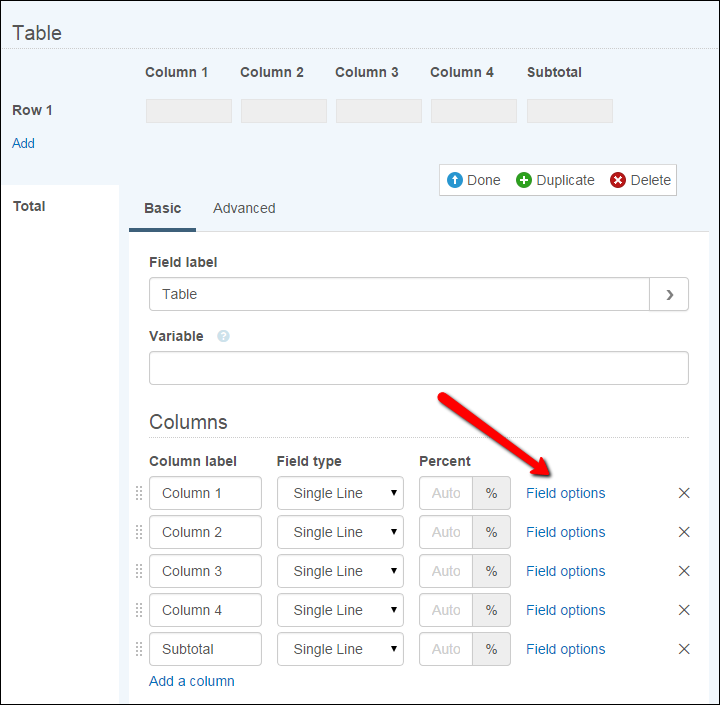 Table
Column 1 Column 2 Column 3 Column 4 Subtotal
Row 1
Add
Done Duplicate Delete
Total
Basic Advanced
Field label
Table
Variable ?
Columns
Column label Field type Percent
Column 1 Single Line Auto % Field options
Column 2 Single Line Auto % Field options
Column 3 Single Line Auto % Field options
Column 4 Single Line Auto % Field options
Subtotal Single Line Auto % Field options
Add a column